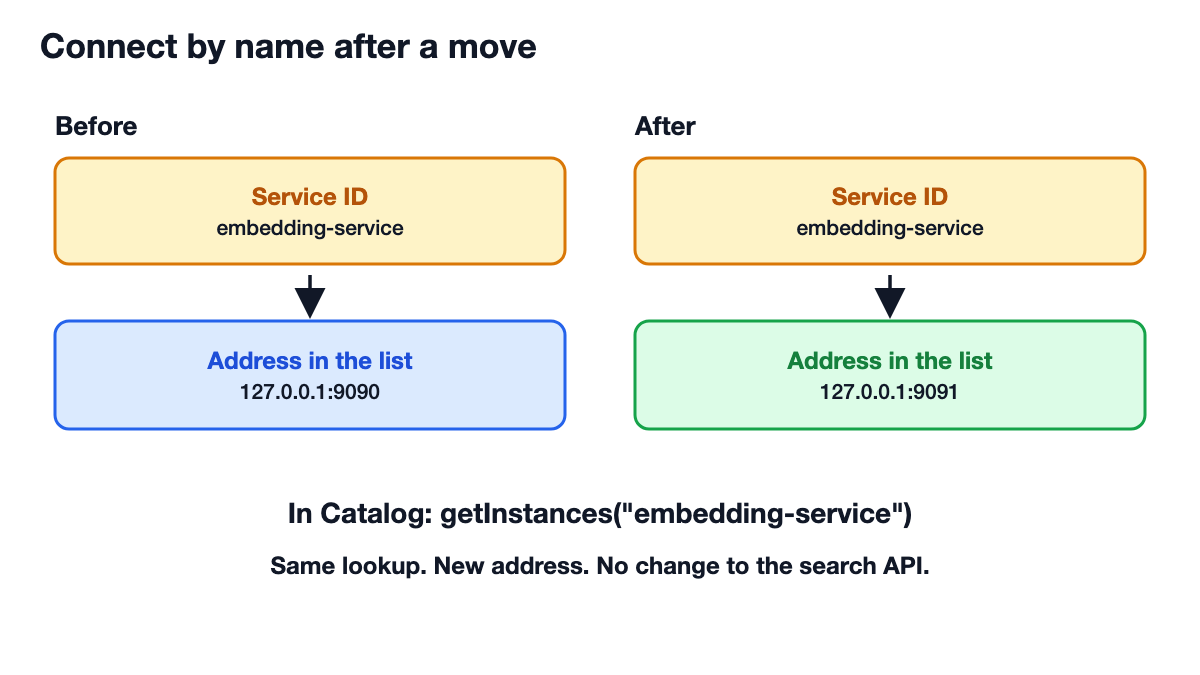 Connect by name after a move
Before
Service ID
embedding-service
Address in the list
127.0.0.1:9090
After
Service ID
embedding-service
Address in the list
127.0.0.1:9091
In Catalog: getInstances("embedding-service")
Same lookup. New address. No change to the search API.